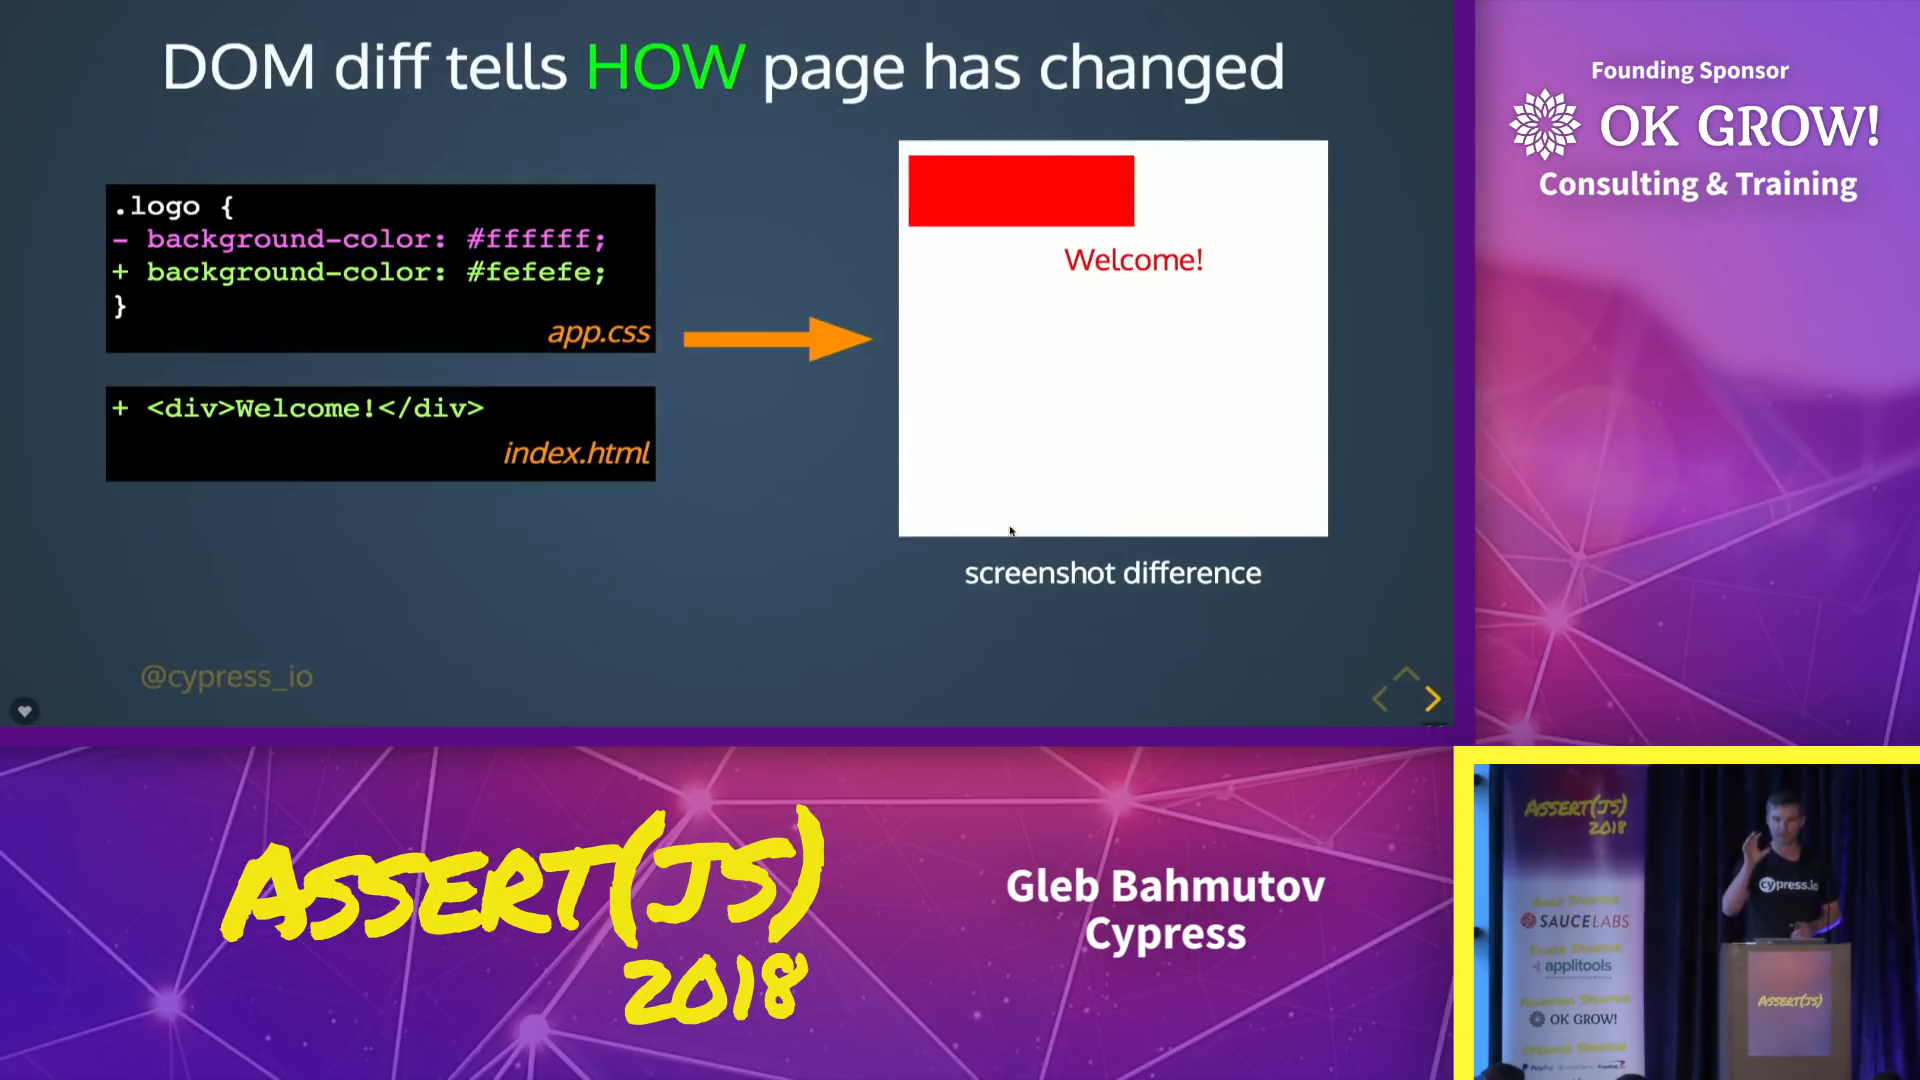 DOM diff tells HOW page has changed
.logo {
- background-color: #ffffff;
+ background-color: #fefefe;
}
app.css
+ <div>Welcome!</div>
index.html
Welcome!
screenshot difference
@cypress_io
Founding Sponsor
OK GROW!
Consulting & Training
ASSERT(JS)
2018
Gleb Bahmutov
Cypress
ASSERT(JS)
2018
SAUCELABS
applitools
OK GROW!
PayPal
cypress.io
ASSERT(JS)